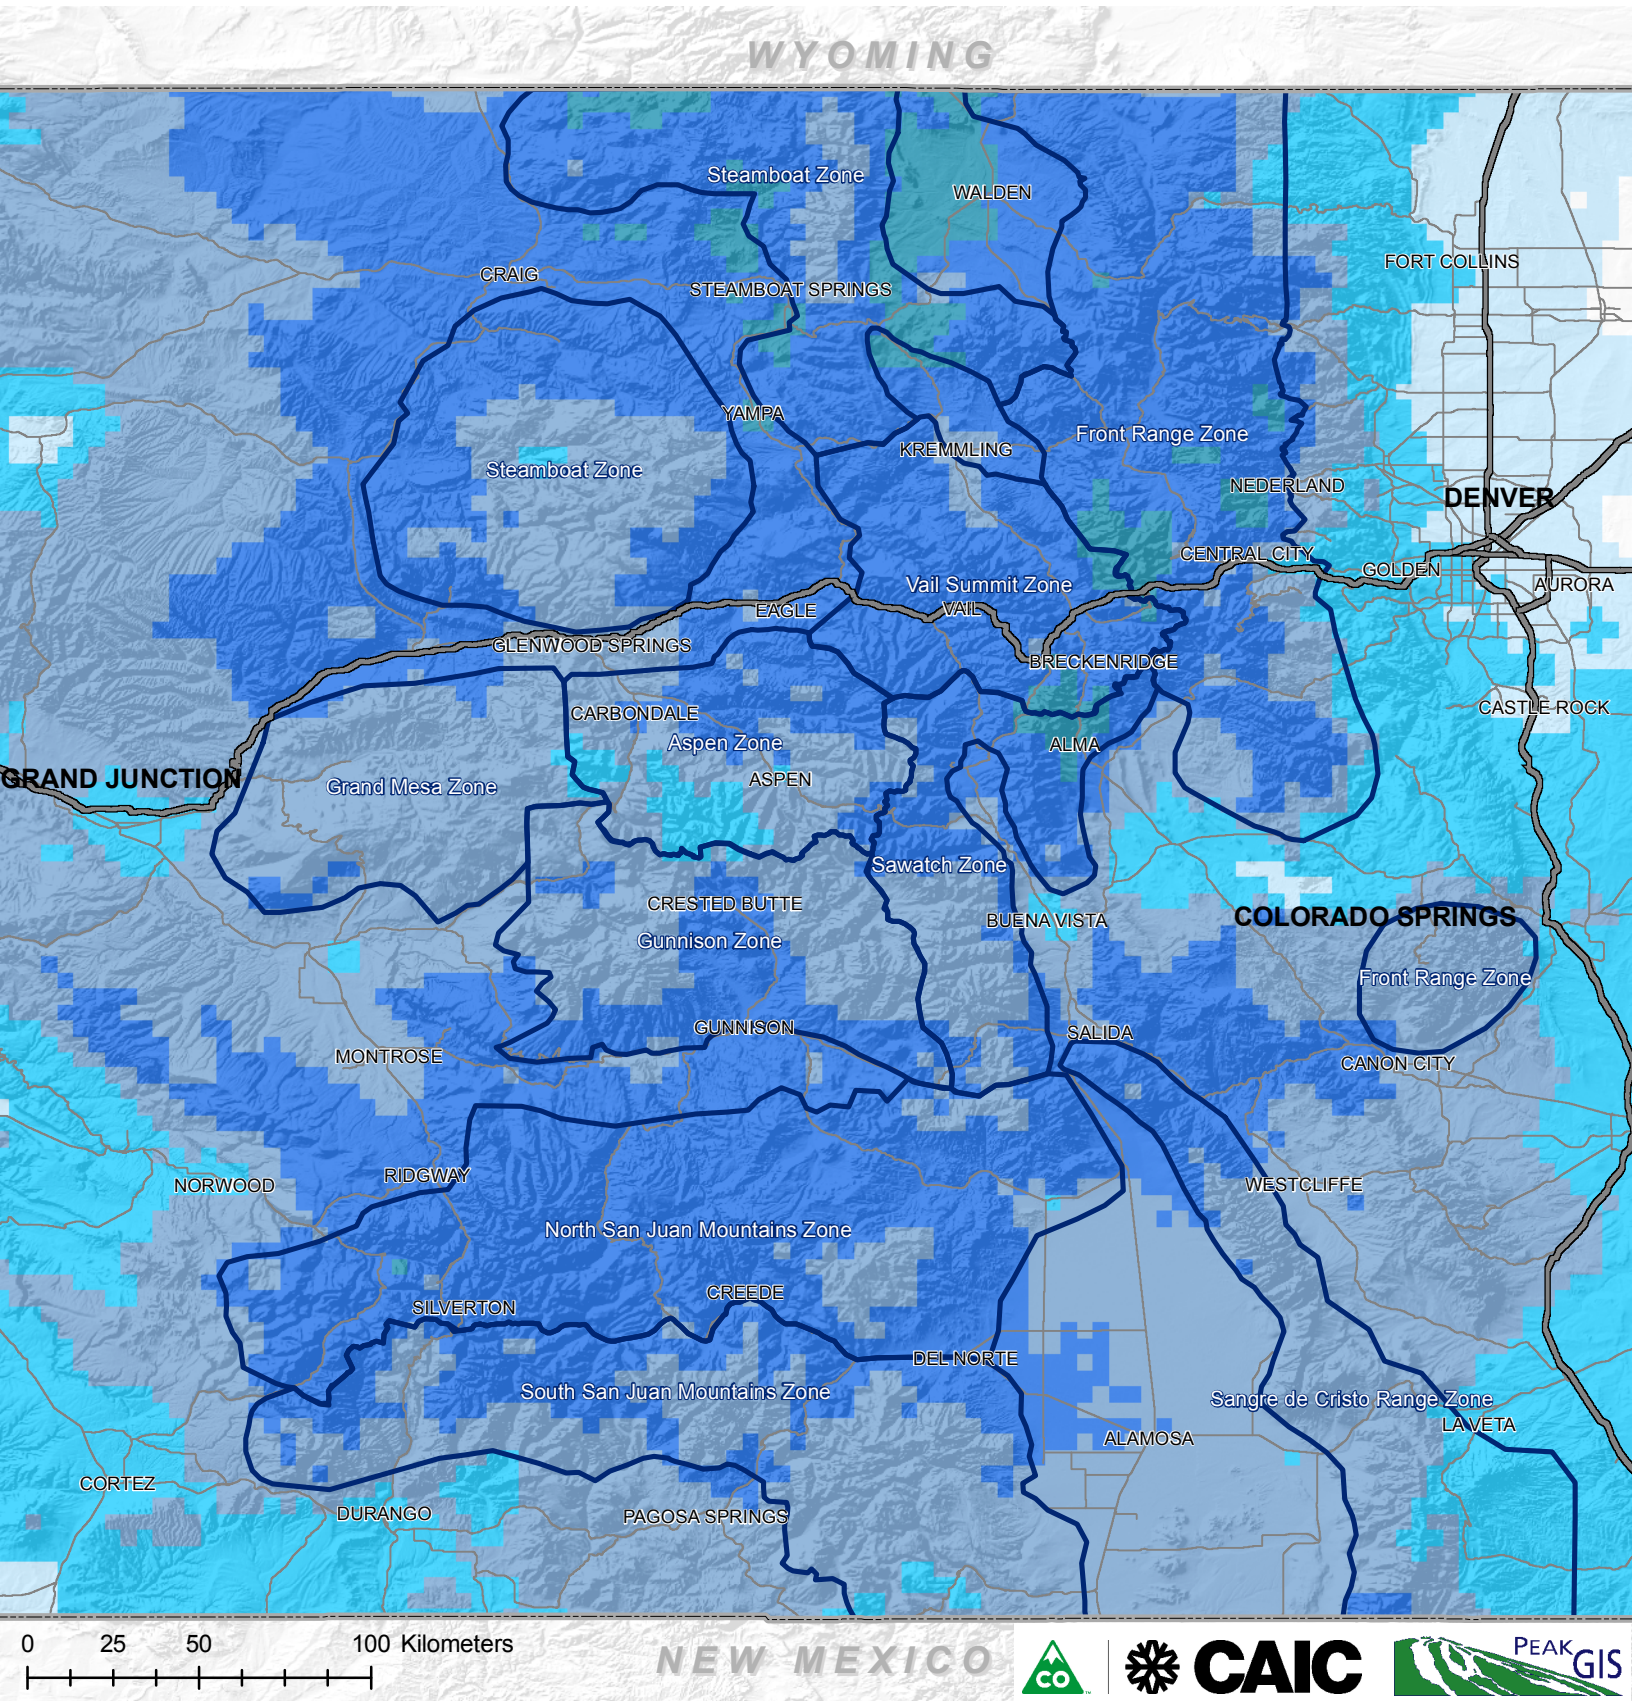 WYOMING
Steamboat Zone
WALDEN
FORT COLLINS
CRAIG
STEAMBOAT SPRINGS
YAMPA
Front Range Zone
KREMMLING
Steamboat Zone
NEDERLAND
DENVER
CENTRAL CITY
GOLDEN
Vail Summit Zone
AURORA
EAGLE
VAIL
GLENWOOD SPRINGS
BRECKENRIDGE
CASTLE ROCK
CARBONDALE
Aspen Zone
ALMA
GRAND JUNCTION
ASPEN
Grand Mesa Zone
Sawatch Zone
CRESTED BUTTE
BUENA VISTA
COLORADO SPRINGS
Gunnison Zone
Front Range Zone
GUNNISON
SALIDA
MONTROSE
CANON CITY
RIDGWAY
NORWOOD
WESTCLIFFE
North San Juan Mountains Zone
CREEDE
SILVERTON
DEL NORTE
South San Juan Mountains Zone
Sangre de Cristo Range Zone
LA VETA
ALAMOSA
CORTEZ
DURANGO
PAGOSA SPRINGS
0 25 50 100 Kilometers
NEW MEXICO
CO
CAIC
PEAK
GIS